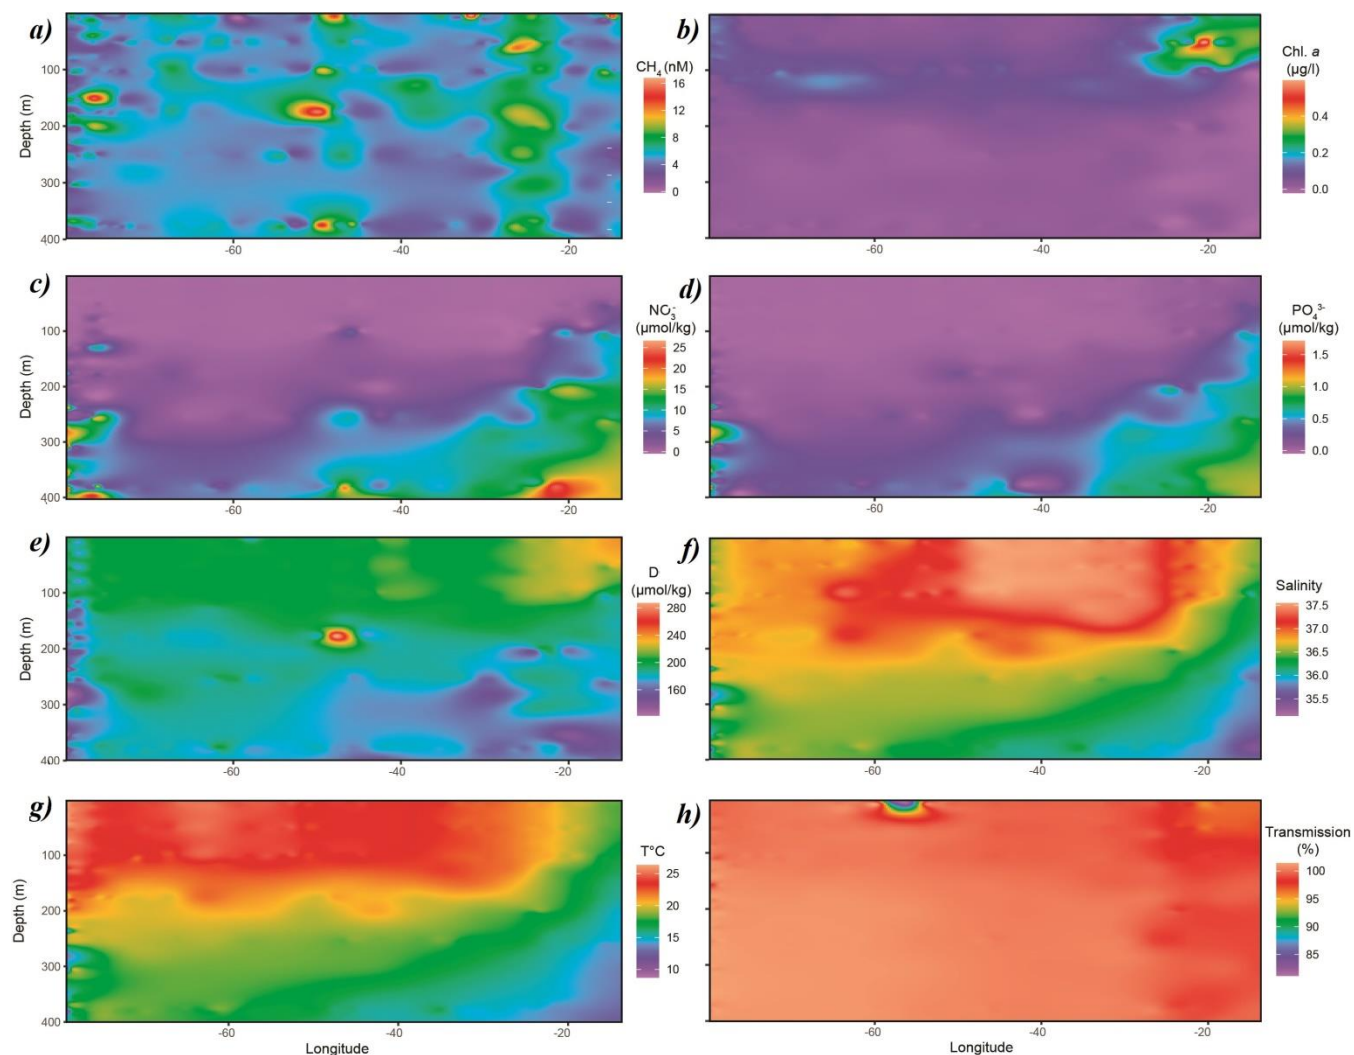 a)
CH4 (nM)
16
12
8
4
0
Depth (m)
100
200
300
400
-60
-40
-20
b)
Chl. a
(µg/l)
0.4
0.2
0.0
-60
-40
-20
c)
NO3-
(µmol/kg)
25
20
15
10
5
0
Depth (m)
100
200
300
400
-60
-40
-20
d)
PO4 3-
(µmol/kg)
1.5
1.0
0.5
0.0
-60
-40
-20
e)
D
(µmol/kg)
280
240
200
160
Depth (m)
100
200
300
400
-60
-40
-20
f)
Salinity
37.5
37.0
36.5
36.0
35.5
-60
-40
-20
g)
T°C
25
20
15
10
Depth (m)
100
200
300
400
-60
-40
-20
Longitude
h)
Transmission
(%)
100
95
90
85
-60
-40
-20
Longitude